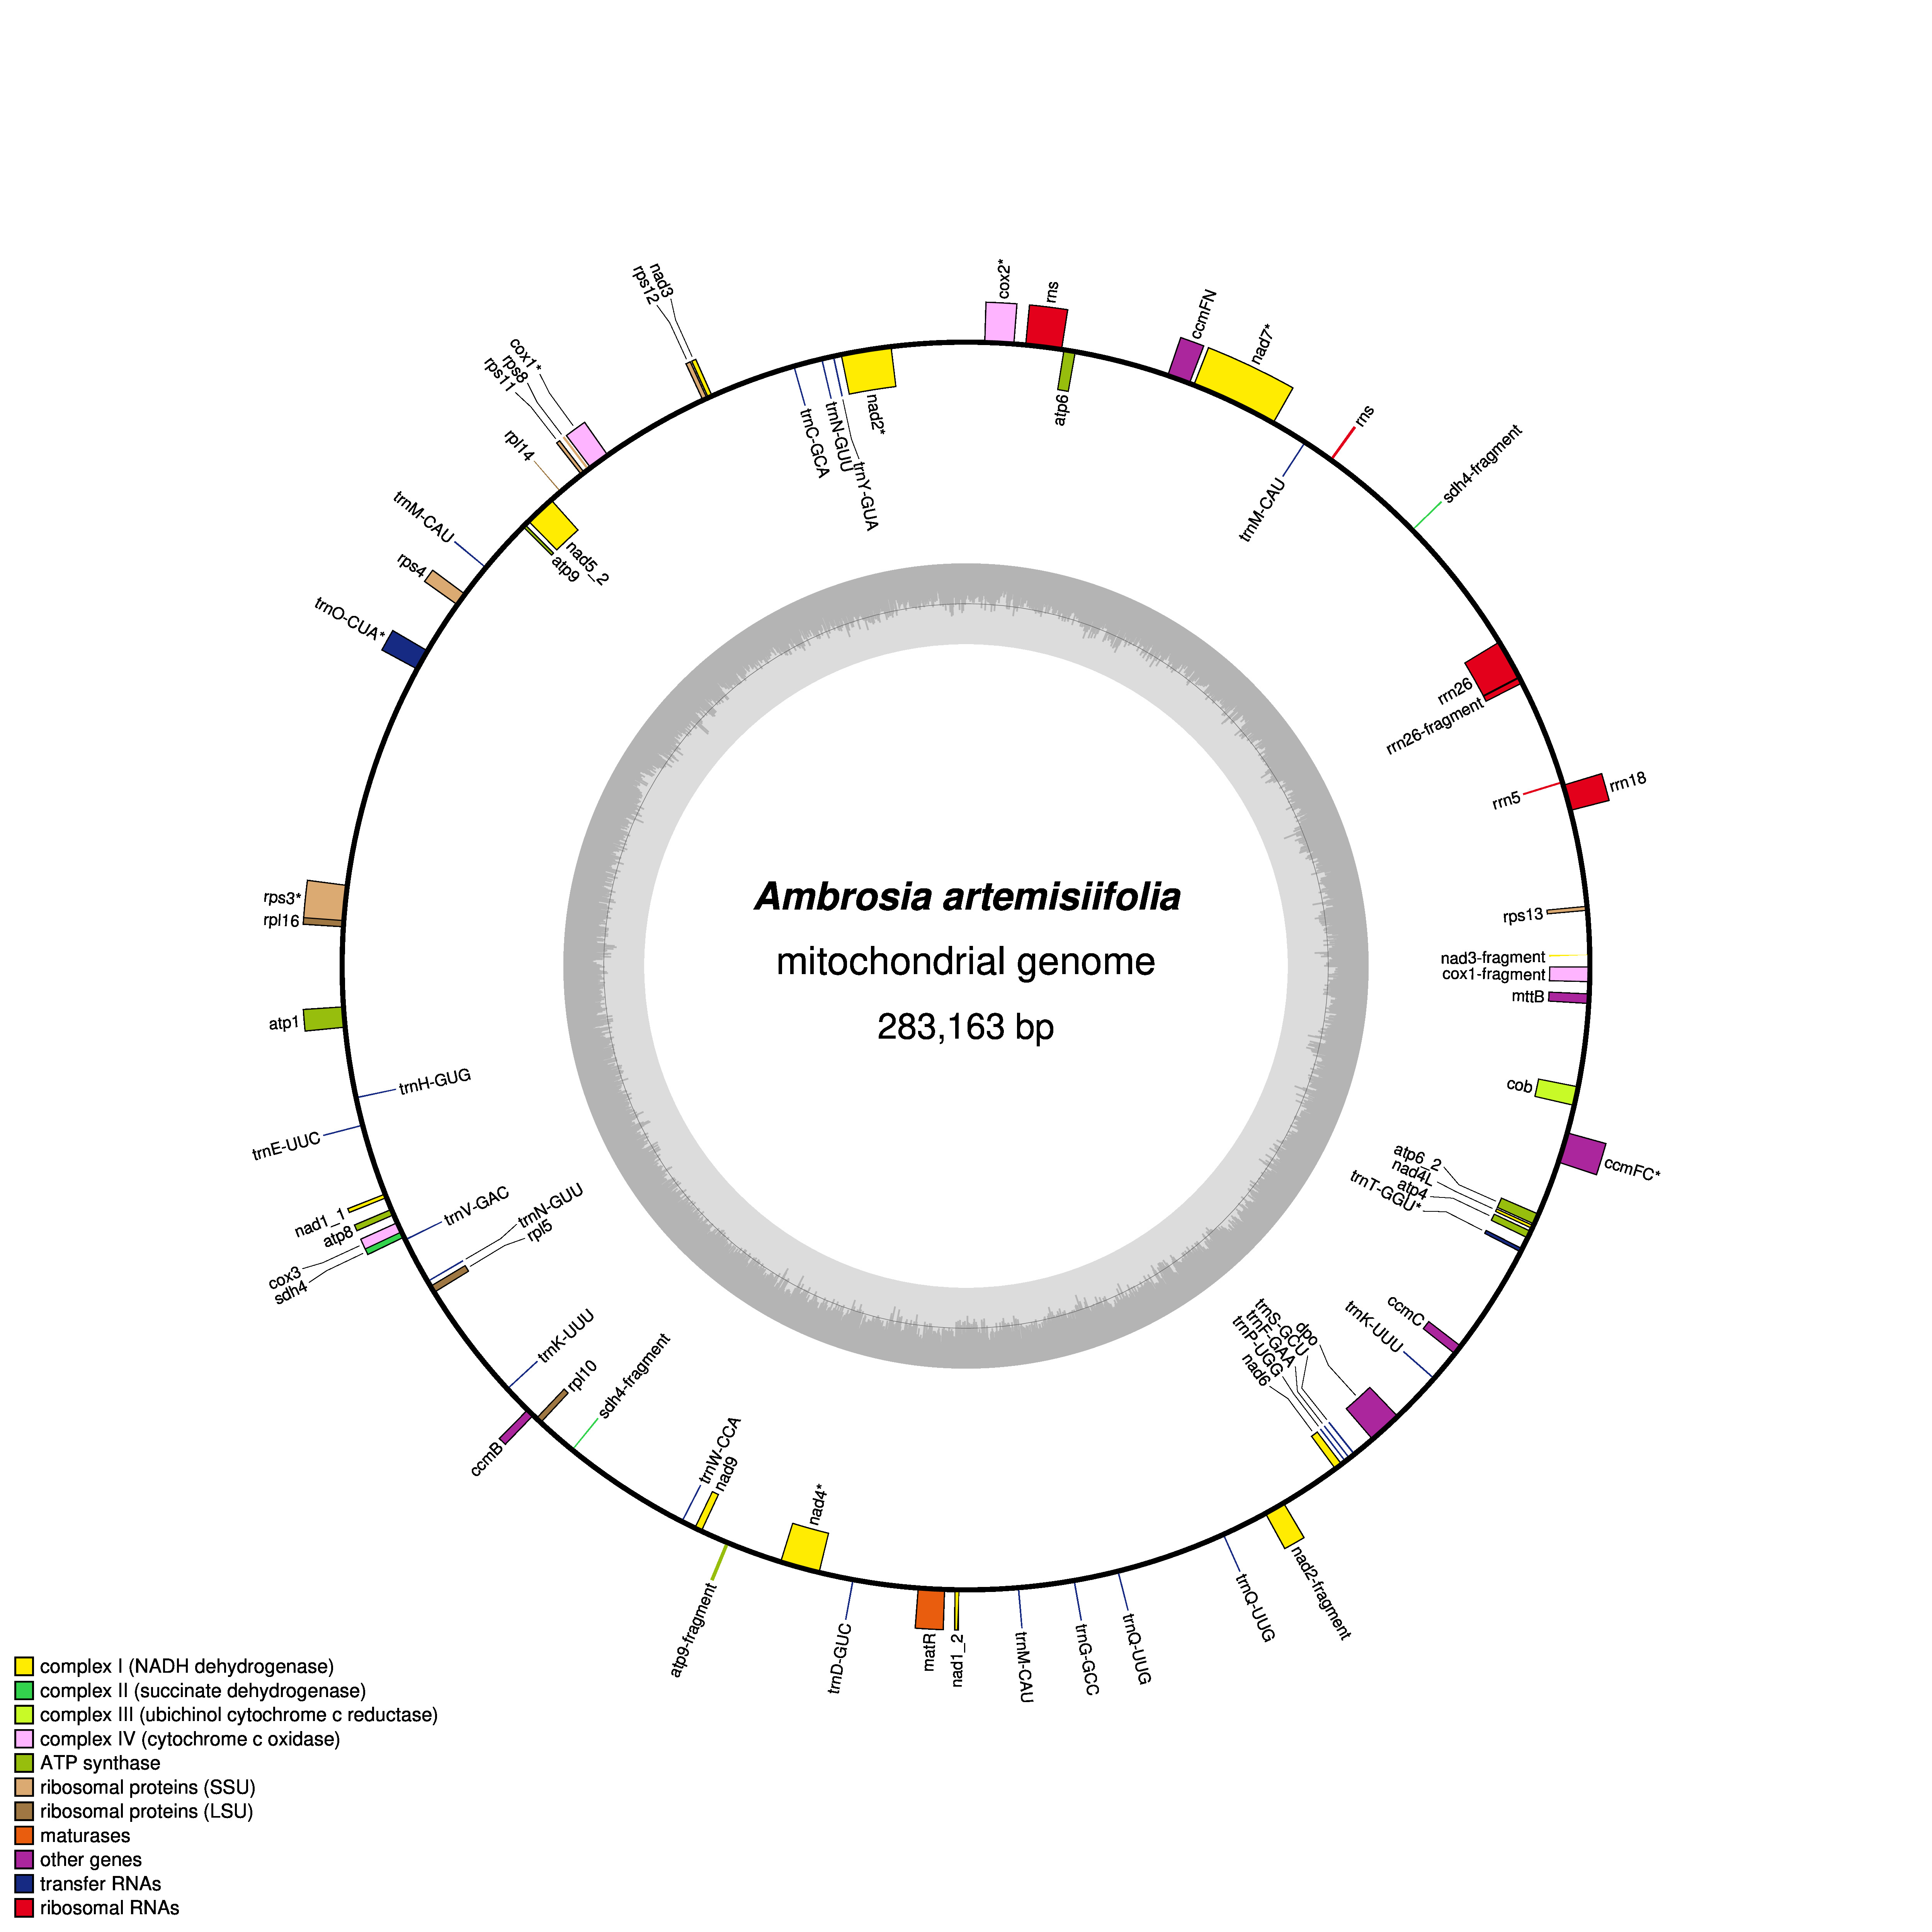 cox2*
rns
ccmFN
nad7*
atp6
rns
trnM-CAU
sdh4-fragment
rrn26
rrn26-fragment
rrn5
rrn18
rps13
nad3-fragment
cox1-fragment
mttB
cob
ccmFC*
atp6_2
nad4L
atp4
trnT-GGU*
ccmC
trnK-UUU
dpo
trnS-GCU
trnF-GAA
trnP-UGG
nad6
nad2-fragment
trnQ-UUG
trnQ-UUG
trnG-GCC
trnM-CAU
nad1_2
matR
trnD-GUC
nad4*
atp9-fragment
nad9
trnW-CCA
sdh4-fragment
rpl10
ccmB
trnK-UUU
rpl5
trnN-GUU
trnV-GAC
sdh4
cox3
atp8
nad1_1
trnE-UUC
trnH-GUG
atp1
rpl16
rps3*
trnO-CUA*
rps4
trnM-CAU
atp9
nad5_2
rpl14
rps11
rps8
cox1*
rps12
nad3
trnC-GCA
trnN-GUU
trnY-GUA
nad2*
Ambrosia artemisiifolia
mitochondrial genome
283,163 bp
complex I (NADH dehydrogenase)
complex II (succinate dehydrogenase)
complex III (ubichinol cytochrome c reductase)
complex IV (cytochrome c oxidase)
ATP synthase
ribosomal proteins (SSU)
ribosomal proteins (LSU)
maturases
other genes
transfer RNAs
ribosomal RNAs